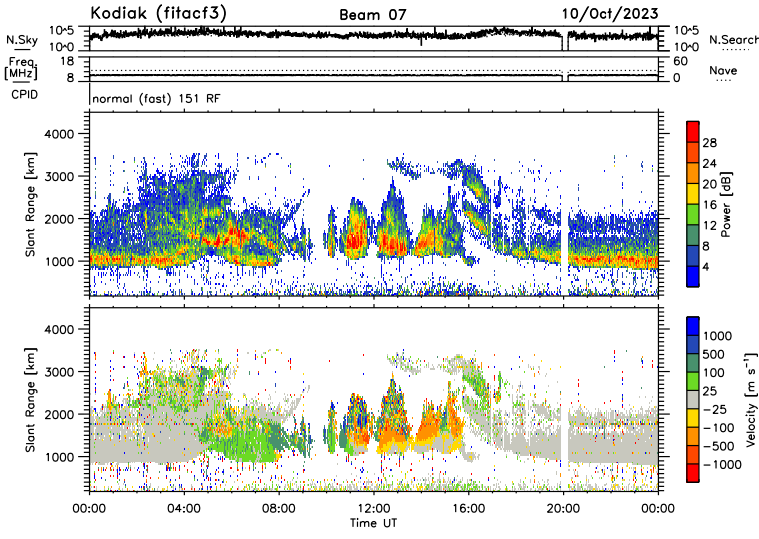 Kodiak (fitacf3) Beam 07 10/Oct/2023
N.Sky 10^5 10^0 10^5 10^0 N.Search
Freq. [MHz] 18 8 60 0 Nave
CPID normal (fast) 151 RF
Slant Range [km]
4000
3000
2000
1000
Power [dB]
28
24
20
16
12
8
4
Slant Range [km]
4000
3000
2000
1000
Velocity [m s^-1]
1000
500
100
25
-25
-100
-500
-1000
00:00 04:00 08:00 12:00 16:00 20:00 00:00
Time UT